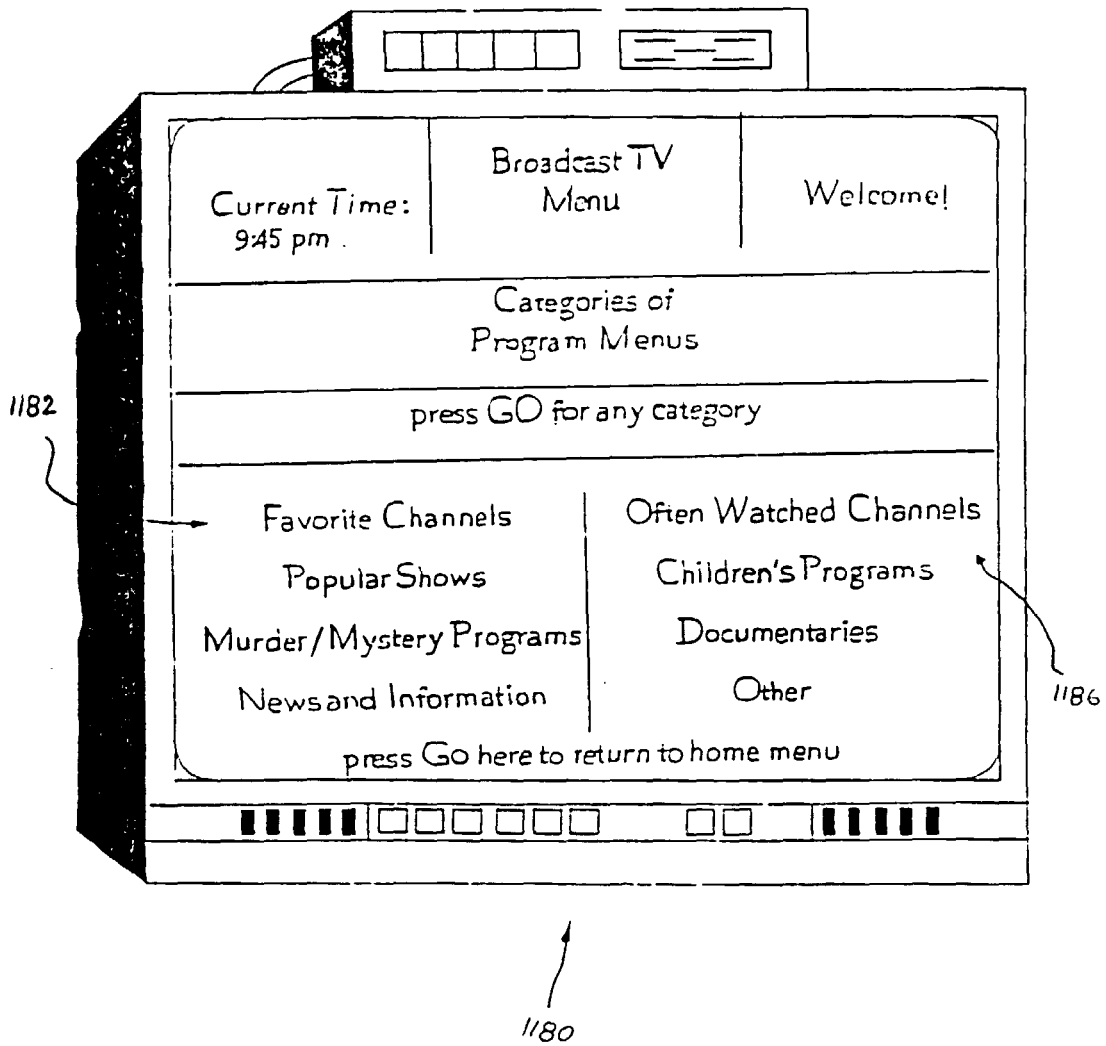 Broadcast TV
Menu
Current Time:
9:45 pm
Welcome!
Categories of
Program Menus
press GO for any category
1182
Favorite Channels
Popular Shows
Murder/Mystery Programs
News and Information
Often Watched Channels
Children's Programs
Documentaries
Other
1186
press Go here to return to home menu
1180